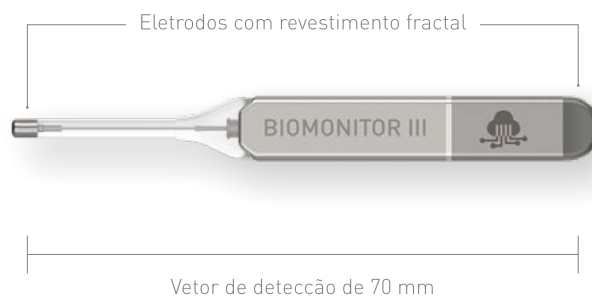 Eletrodos com revestimento fractal
BIOMONITOR III
Vetor de detecção de 70 mm